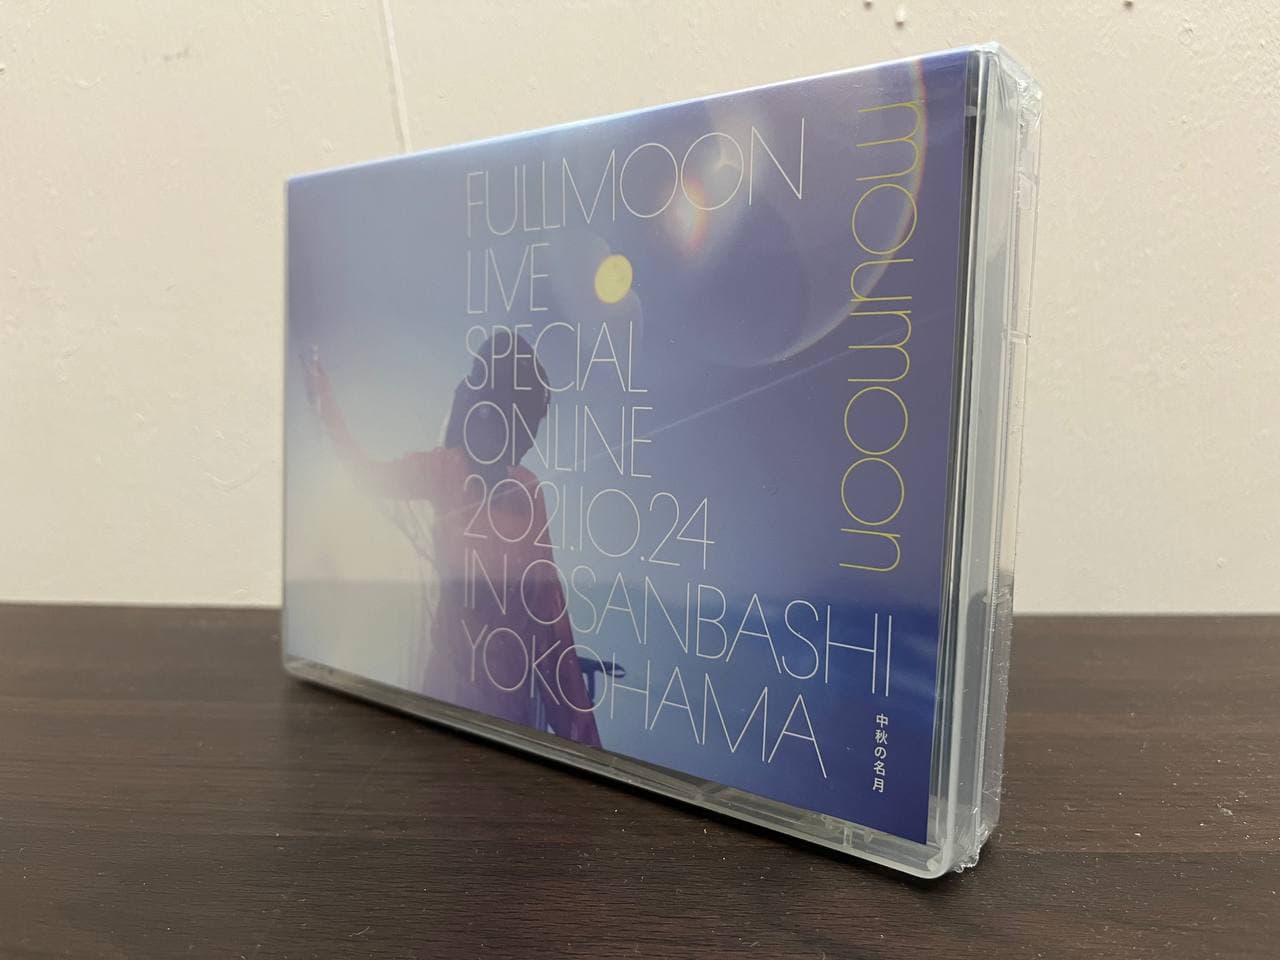 FULLMOON
LIVE
SPECIAL
ONLINE
2021.10.24
IN OSANBASHI
YOKOHAMA
moumoon
中秋の名月